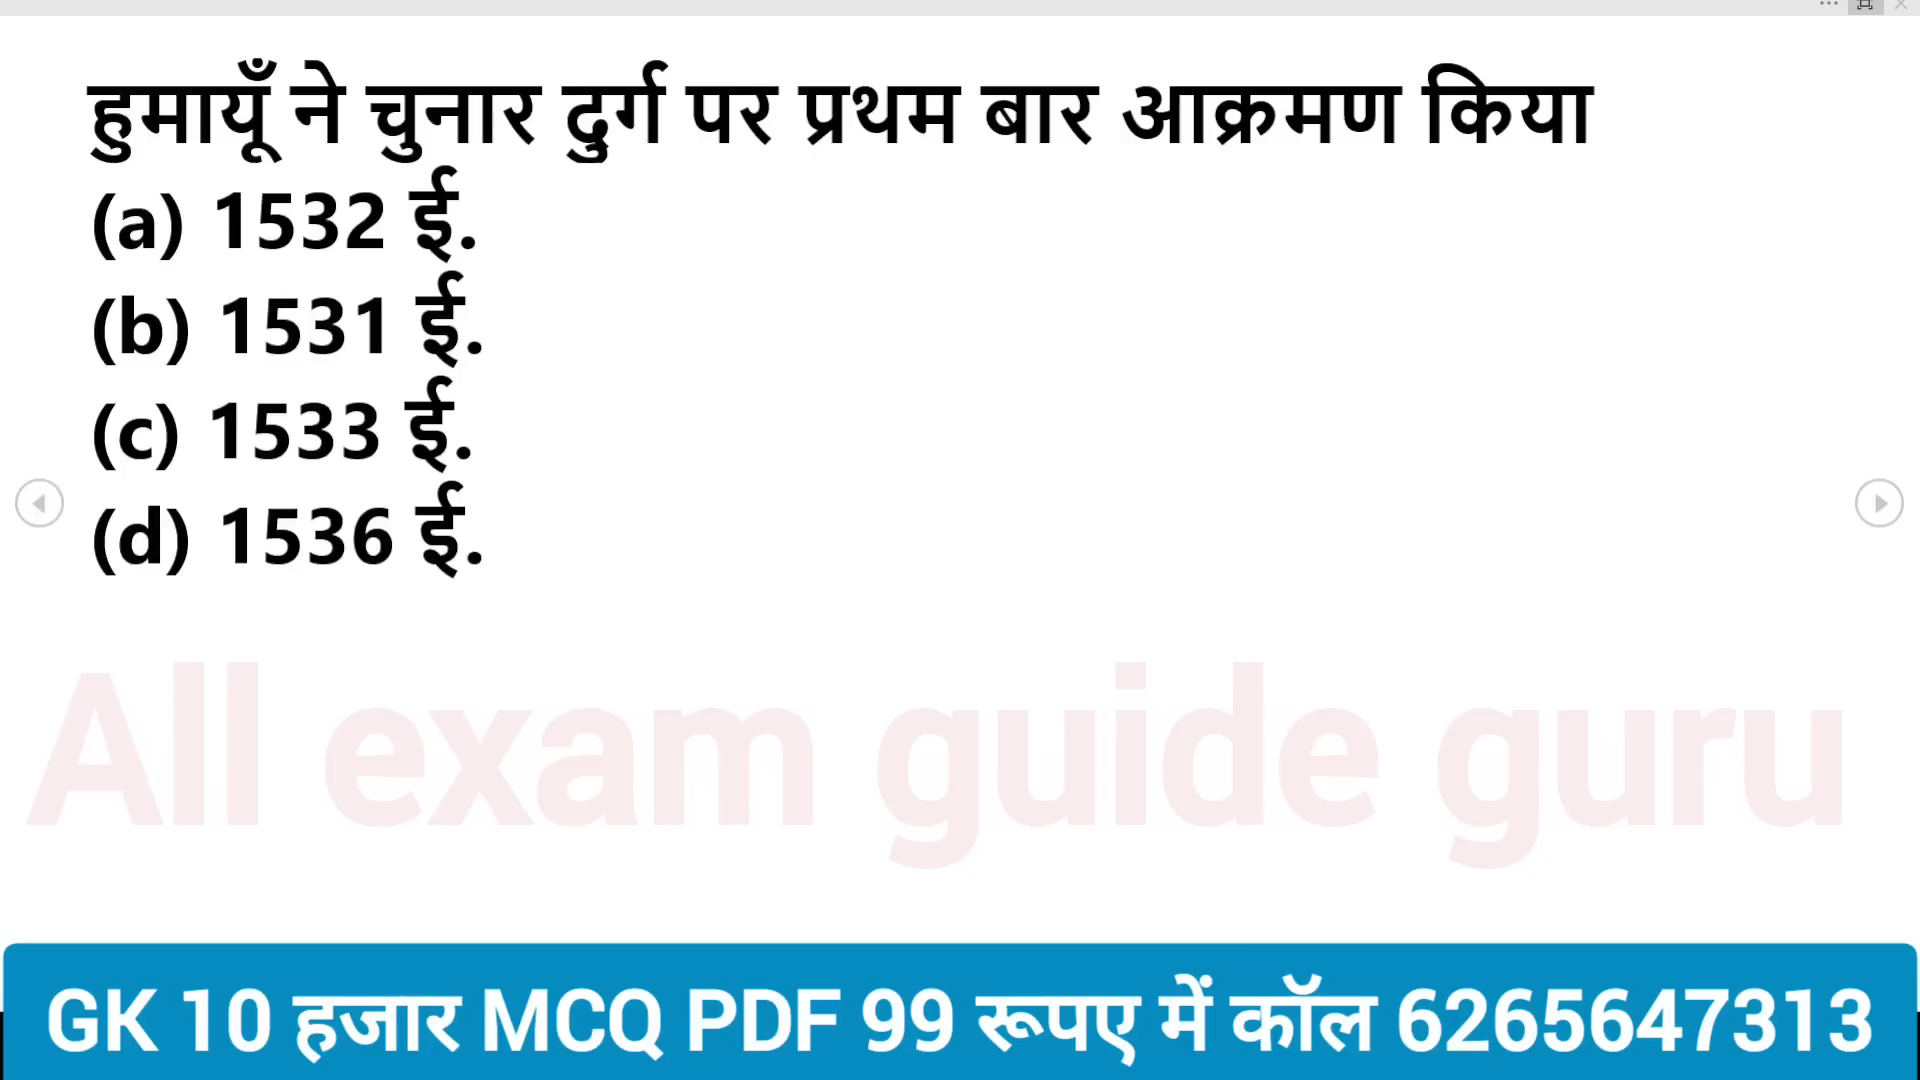 हुमायूँ ने चुनार दुर्ग पर प्रथम बार आक्रमण किया
(a) 1532 ई.
(b) 1531 ई.
(c) 1533 ई.
(d) 1536 ई.
All exam guide guru
GK 10 हजार MCQ PDF 99 रूपए में कॉल 6265647313